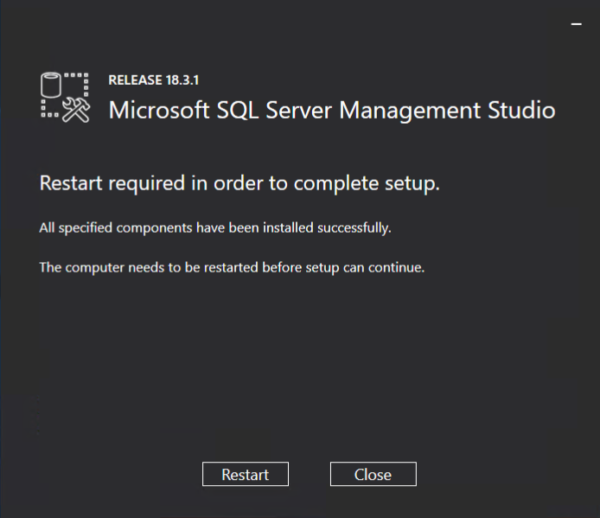 RELEASE 18.3.1
Microsoft SQL Server Management Studio
Restart required in order to complete setup.
All specified components have been installed successfully.
The computer needs to be restarted before setup can continue.
Restart
Close